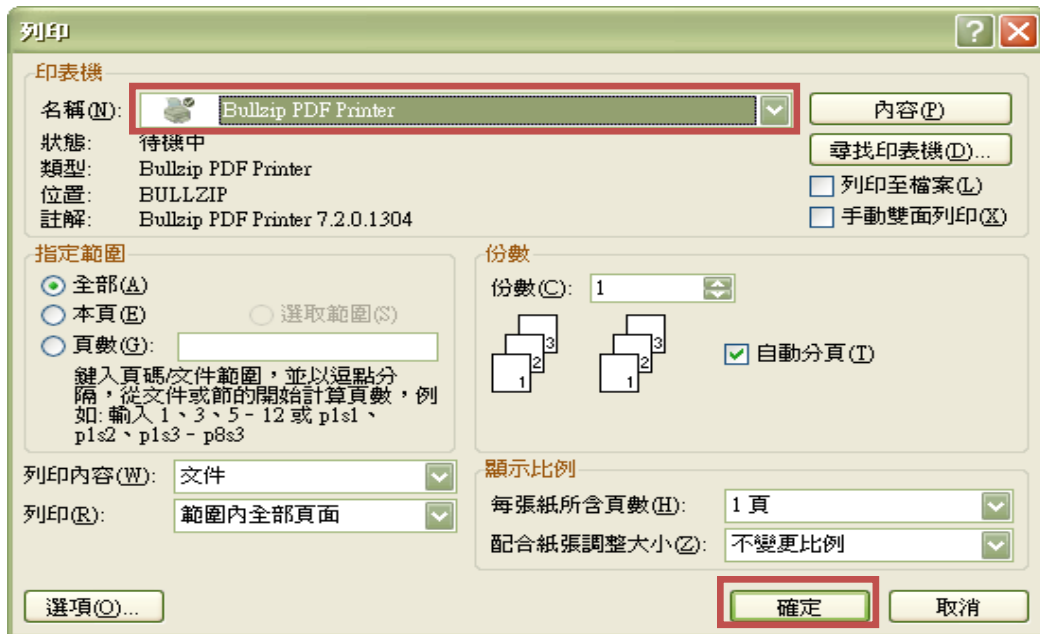 列印
印表機
名稱(N): Bullzip PDF Printer
內容(P)
狀態: 待機中
尋找印表機(D)...
類型: Bullzip PDF Printer
位置: BULLZIP
列印至檔案(L)
註解: Bullzip PDF Printer 7.2.0.1304
手動雙面列印(X)
指定範圍
全部(A)
本頁(E) 選取範圍(S)
頁數(G):
鍵入頁碼/文件範圍，並以逗點分
隔，從文件或節的開始計算頁數，例
如: 輸入 1、3、5 - 12 或 p1s1、
p1s2、p1s3 - p8s3
份數
份數(C): 1
1 2 3 1 2 3
自動分頁(T)
列印內容(W): 文件
列印(R): 範圍內全部頁面
顯示比例
每張紙所含頁數(H): 1 頁
配合紙張調整大小(Z): 不變更比例
選項(O)...
確定
取消